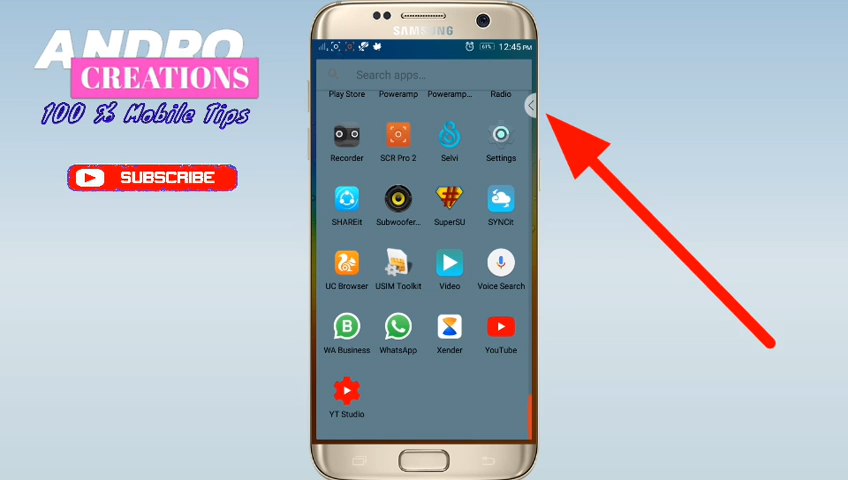 ANDRO
CREATIONS
100 % Mobile Tips
SUBSCRIBE
SAMSUNG
61% 12:45 PM
Search apps...
Play Store Poweramp Poweramp... Radio
Recorder SCR Pro 2 Selvi Settings
SHAREit Subwoofer... SuperSU SYNCit
UC Browser USIM Toolkit Video Voice Search
WA Business WhatsApp Xender YouTube
YT Studio